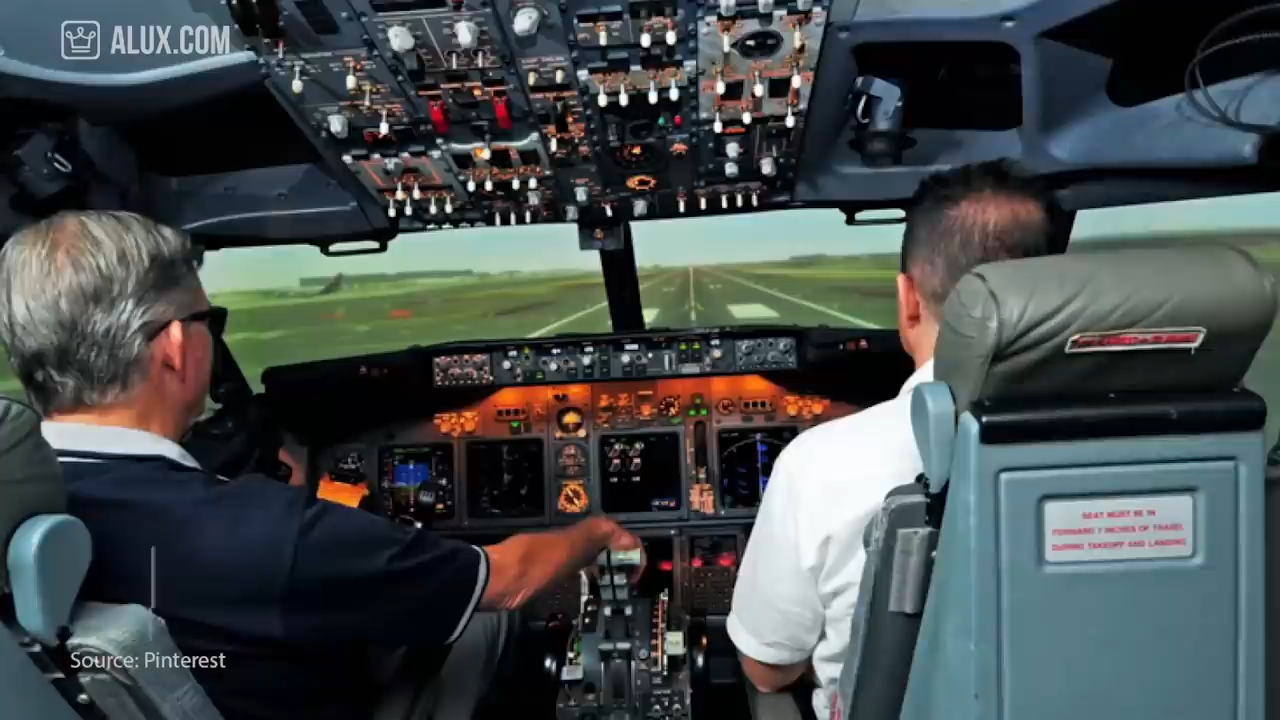 ALUX.COM
SEAT MUST BE IN
FORWARD 7 INCHES OF TRAVEL
DURING TAKEOFF AND LANDING
Source: Pinterest